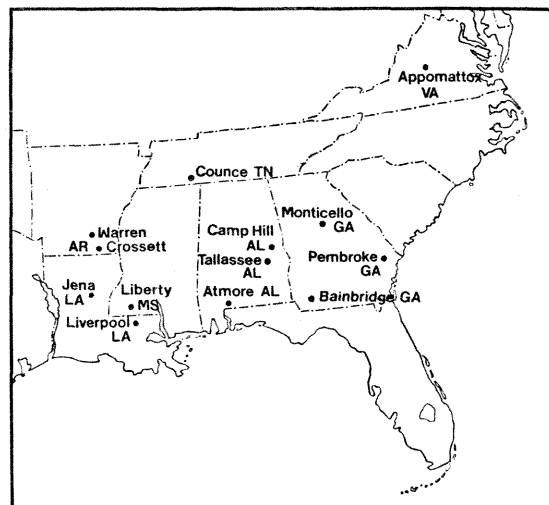 Appomattox
VA
Counce TN
Monticello
GA
Warren
AR Crossett
Camp Hill
AL
Tallassee
AL
Pembroke
GA
Jena
LA
Liberty
MS
Atmore AL
Bainbridge GA
Liverpool
LA